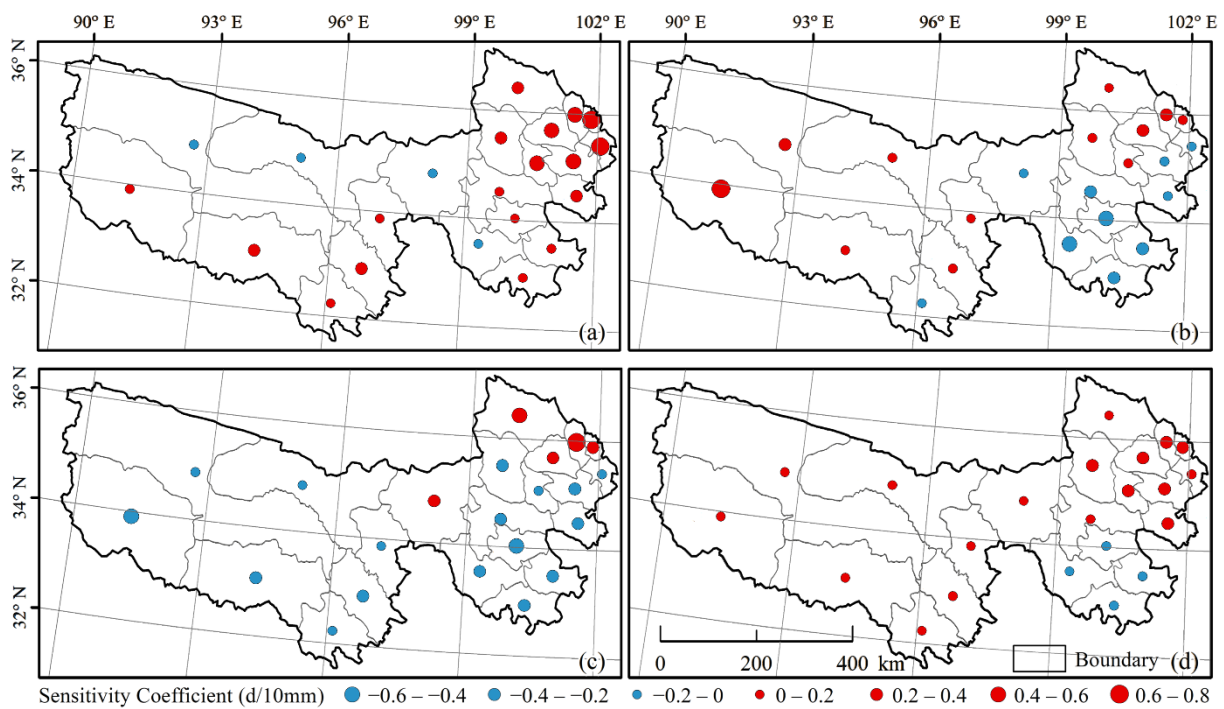 90° E 93° E 96° E 99° E 102° E 90° E 93° E 96° E 99° E 102° E
36° N
34° N
32° N
(a) (b)
36° N
34° N
32° N
0 200 400 km
Boundary
(c) (d)
Sensitivity Coefficient (d/10mm) −0.6 – −0.4 −0.4 – −0.2 −0.2 – 0 0 – 0.2 0.2 – 0.4 0.4 – 0.6 0.6 – 0.8